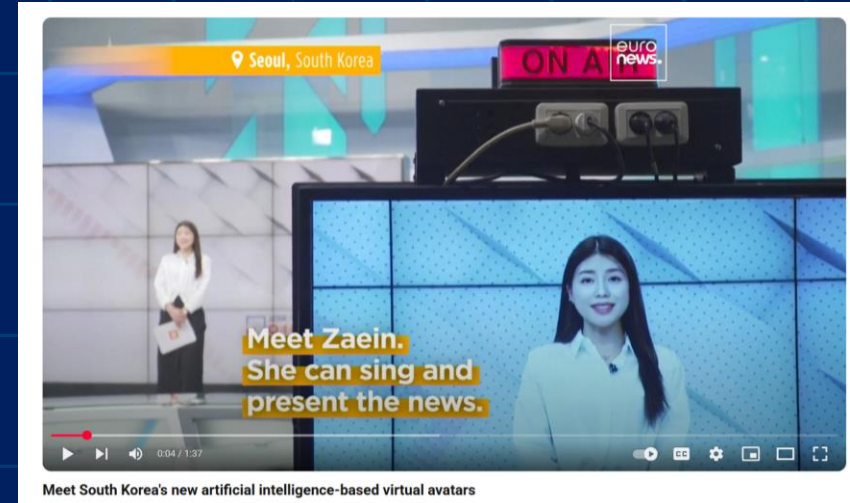 Seoul, South Korea
ON A
euro
news.
Meet Zaein.
She can sing and
present the news.
0:04 / 1:37
CC
Meet South Korea's new artificial intelligence-based virtual avatars